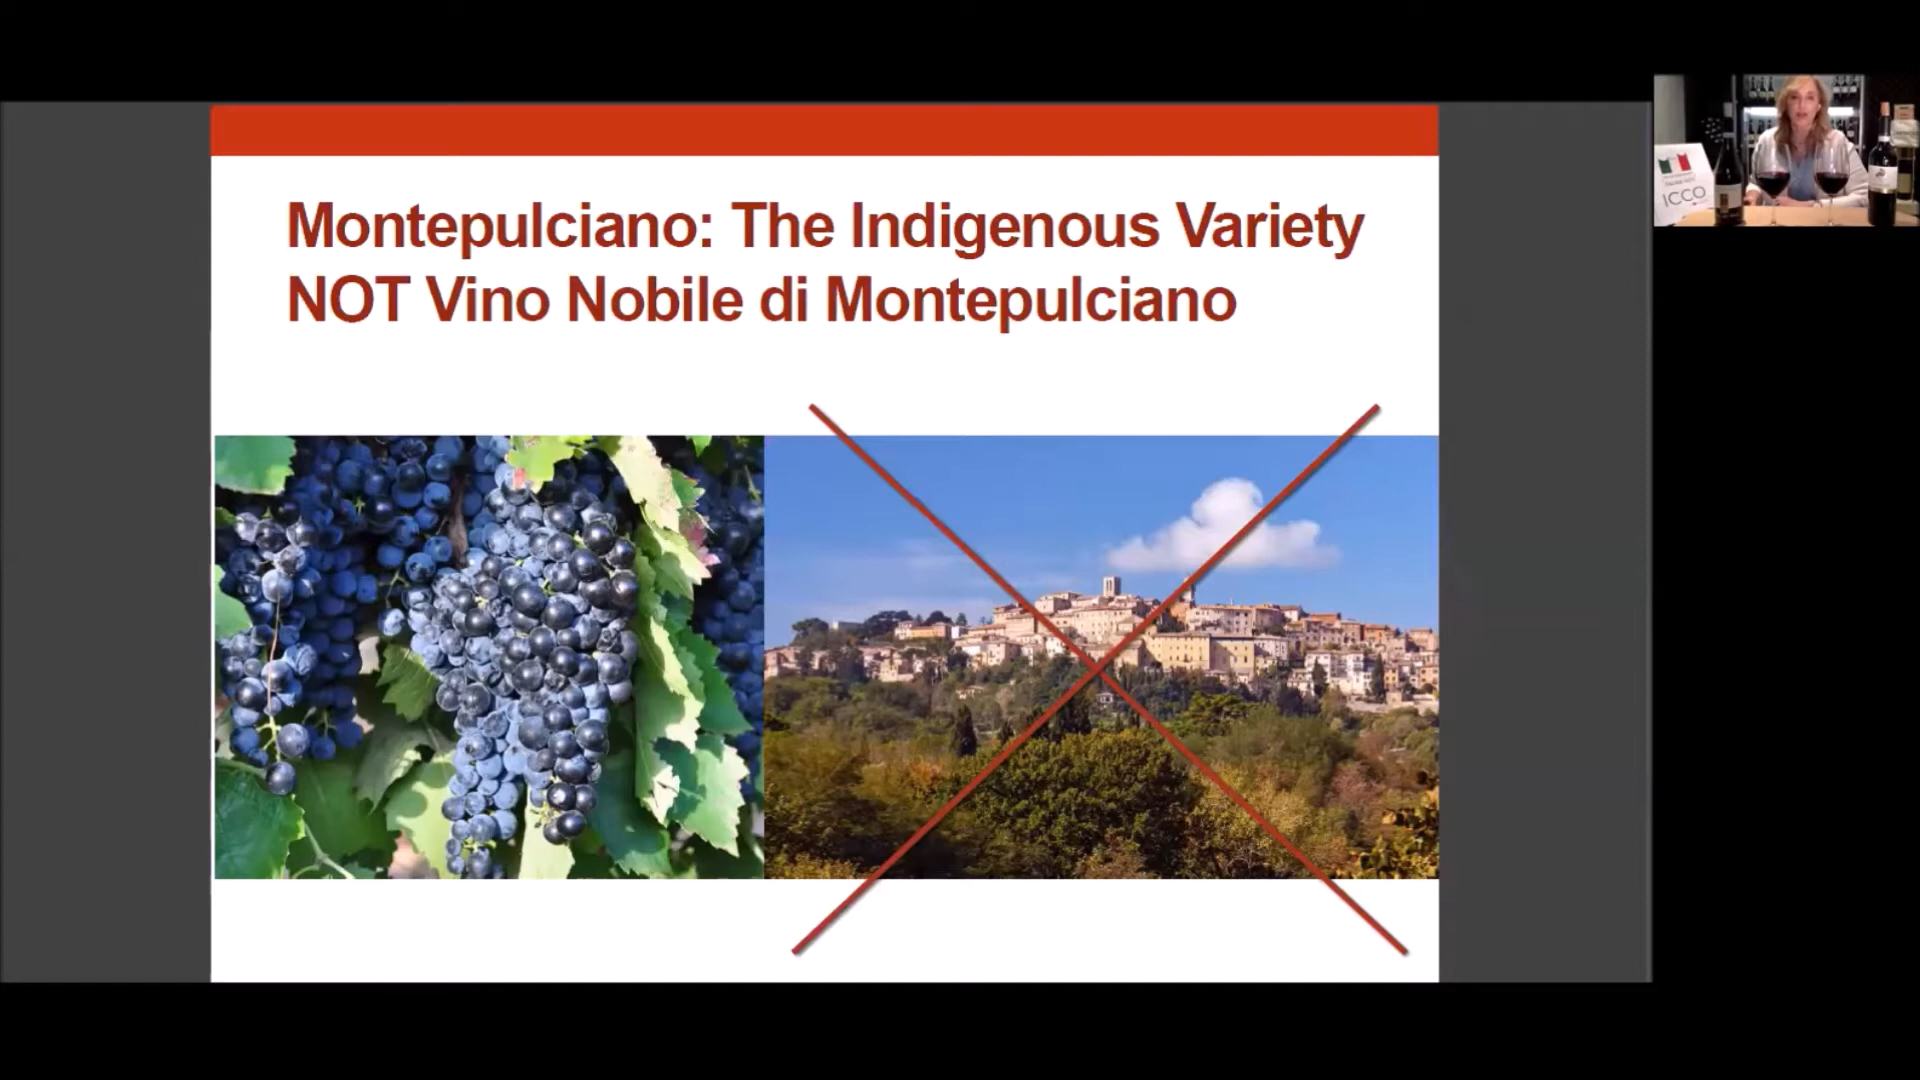 Montepulciano: The Indigenous Variety
NOT Vino Nobile di Montepulciano
ICCO